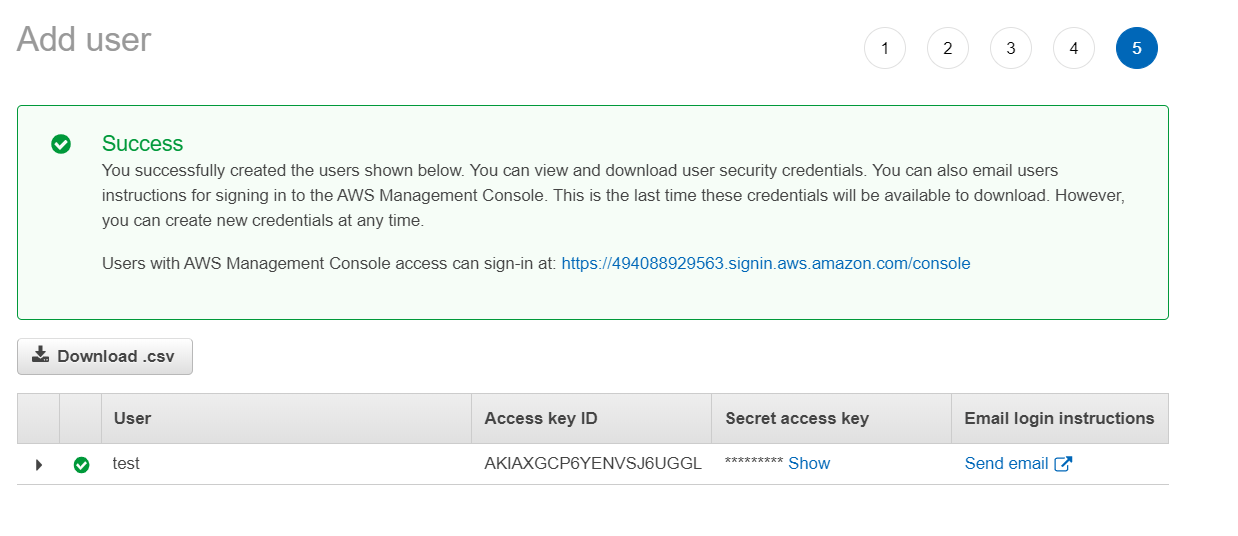 Add user
1 2 3 4 5
Success
You successfully created the users shown below. You can view and download user security credentials. You can also email users
instructions for signing in to the AWS Management Console. This is the last time these credentials will be available to download. However,
you can create new credentials at any time.
Users with AWS Management Console access can sign-in at: https://494088929563.signin.aws.amazon.com/console
Download .csv
User Access key ID Secret access key Email login instructions
test AKIAXGCP6YENVSJ6UGGL ********* Show Send email